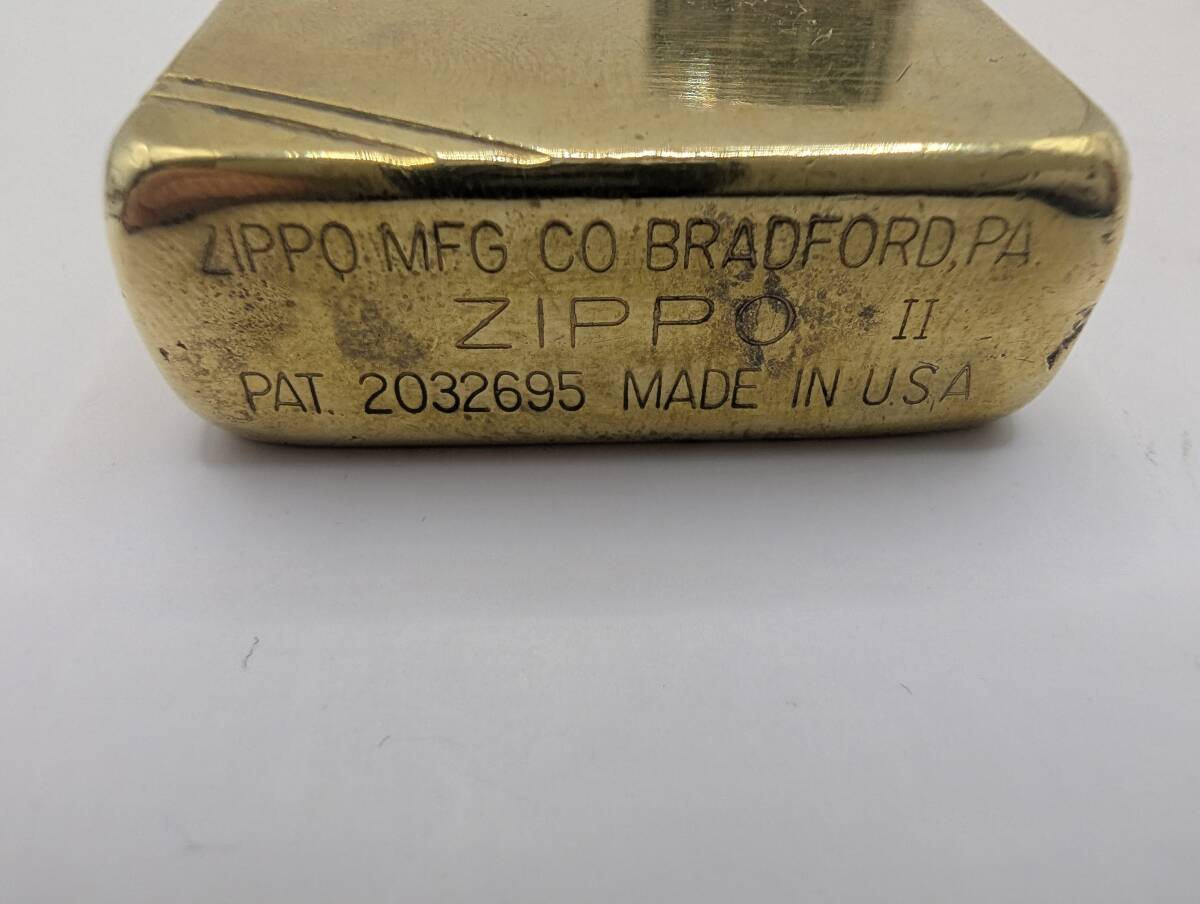 ZIPPO MFG CO BRADFORD, PA.
ZIPPO II
PAT. 2032695 MADE IN U.S.A